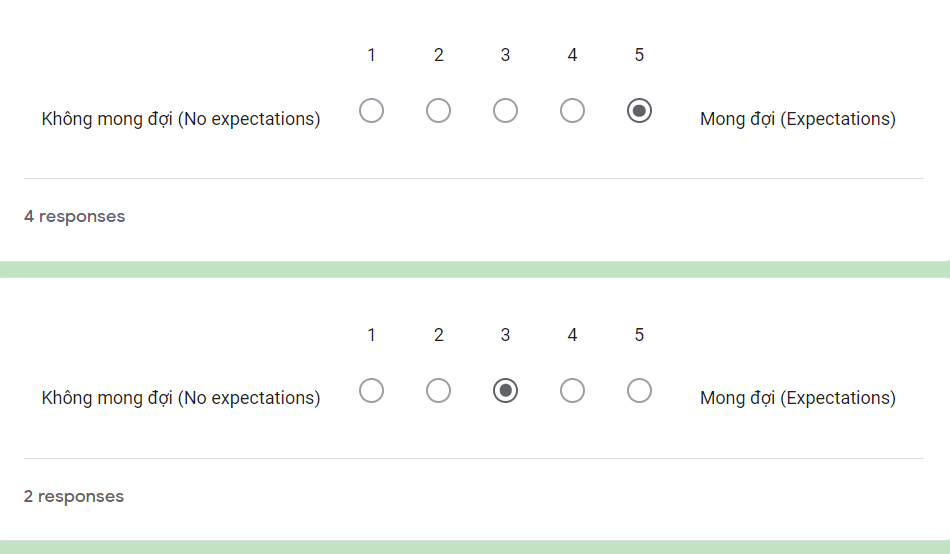 1 2 3 4 5
Không mong đợi (No expectations) Mong đợi (Expectations)
4 responses
1 2 3 4 5
Không mong đợi (No expectations) Mong đợi (Expectations)
2 responses